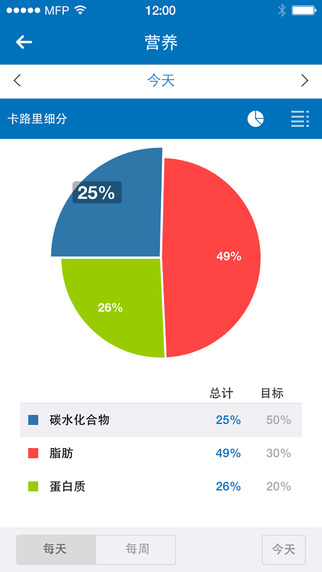 MFP 12:00
营养
今天
卡路里细分
25%
49%
26%
总计 目标
碳水化合物 25% 50%
脂肪 49% 30%
蛋白质 26% 20%
每天 每周 今天